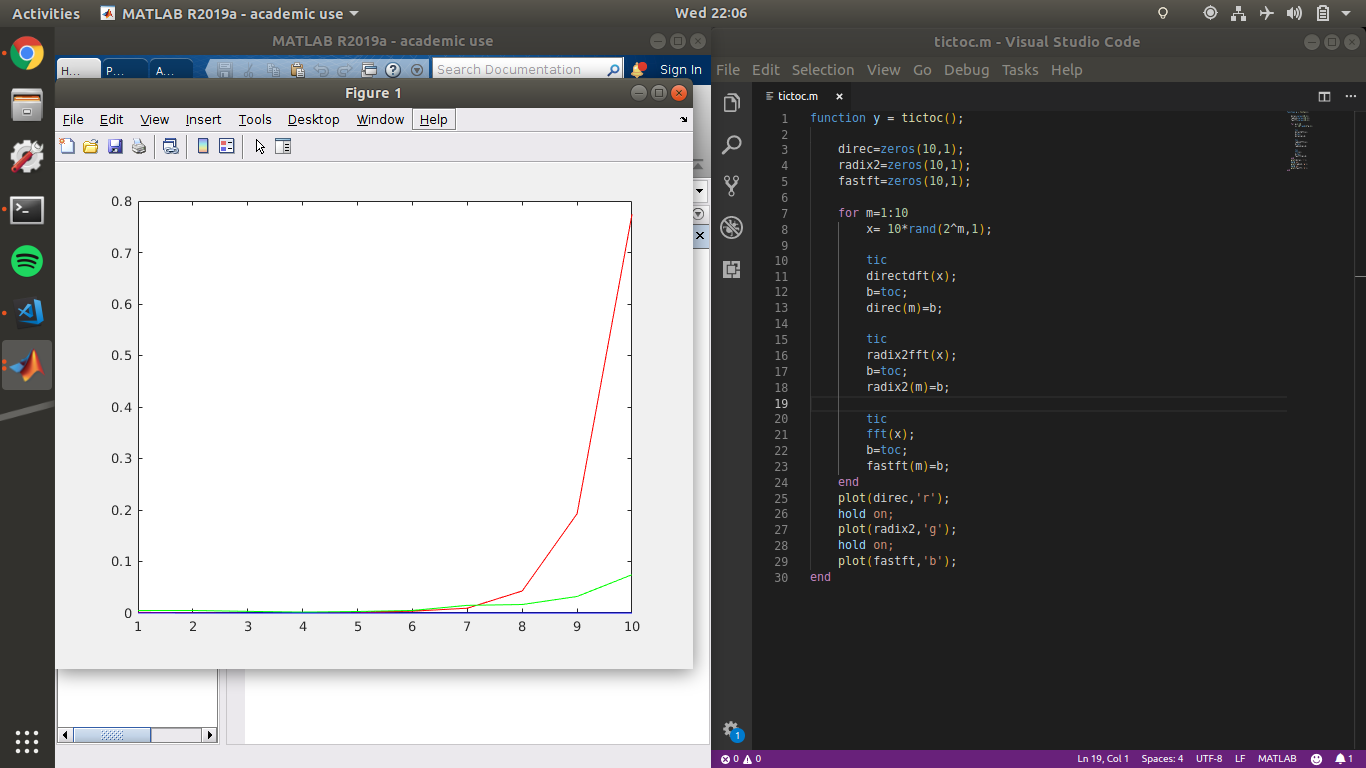 Activities
MATLAB R2019a - academic use
Wed 22:06
MATLAB R2019a - academic use
H...
P...
A...
Search Documentation
Sign In
Figure 1
File Edit View Insert Tools Desktop Window Help
0.8
0.7
0.6
0.5
0.4
0.3
0.2
0.1
0
1 2 3 4 5 6 7 8 9 10
tictoc.m - Visual Studio Code
File Edit Selection View Go Debug Tasks Help
tictoc.m
1 function y = tictoc();
2
3 direc=zeros(10,1);
4 radix2=zeros(10,1);
5 fastft=zeros(10,1);
6
7 for m=1:10
8 x= 10*rand(2^m,1);
9
10 tic
11 directdft(x);
12 b=toc;
13 direc(m)=b;
14
15 tic
16 radix2fft(x);
17 b=toc;
18 radix2(m)=b;
19
20 tic
21 fft(x);
22 b=toc;
23 fastft(m)=b;
24 end
25 plot(direc,'r');
26 hold on;
27 plot(radix2,'g');
28 hold on;
29 plot(fastft,'b');
30 end
1
0 0
Ln 19, Col 1 Spaces: 4 UTF-8 LF MATLAB 1